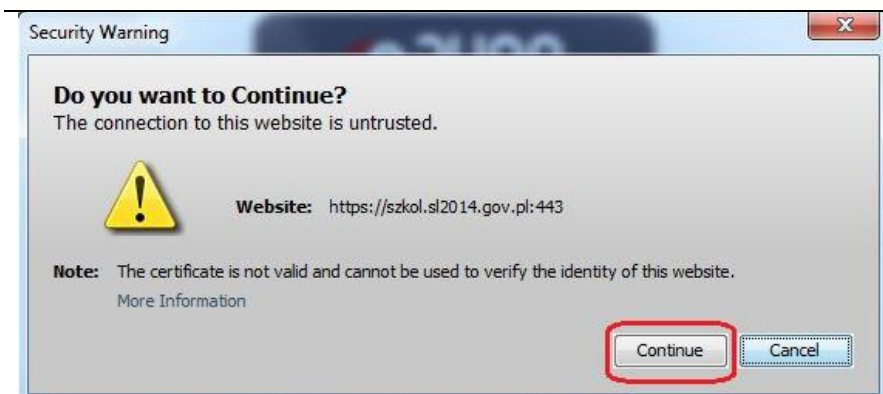 Security Warning
Do you want to Continue?
The connection to this website is untrusted.
Website: https://szkol.sl2014.gov.pl:443
Note: The certificate is not valid and cannot be used to verify the identity of this website.
More Information
Continue Cancel